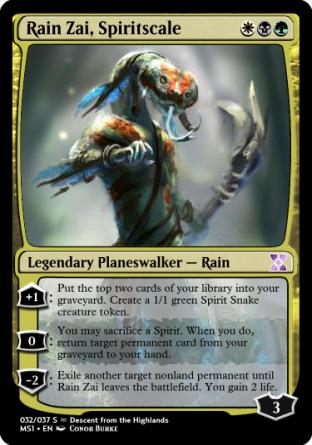 Rain Zai, Spiritscale
Legendary Planeswalker — Rain
+1: Put the top two cards of your library into your
graveyard. Create a 1/1 green Spirit Snake
creature token.
0: You may sacrifice a Spirit. When you do,
return target permanent card from your
graveyard to your hand.
-2: Exile another target nonland permanent until
Rain Zai leaves the battlefield. You gain 2 life.
3
032/037 S Descent from the Highlands
MS1 • EN Conor Burke